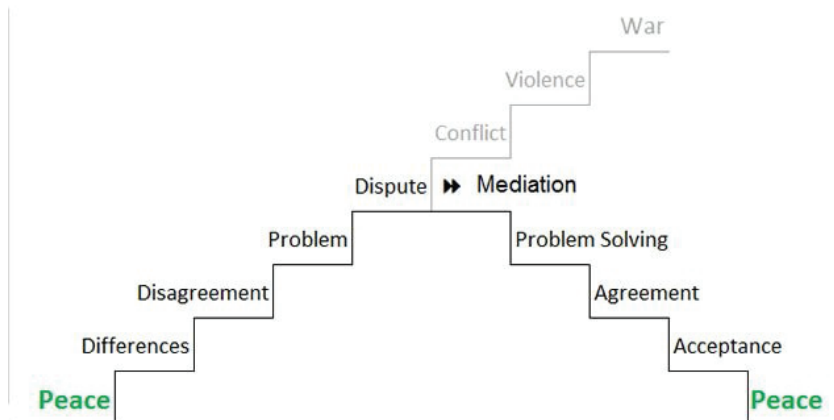 War
Violence
Conflict
Dispute Mediation
Problem Problem Solving
Disagreement Agreement
Differences Acceptance
Peace Peace